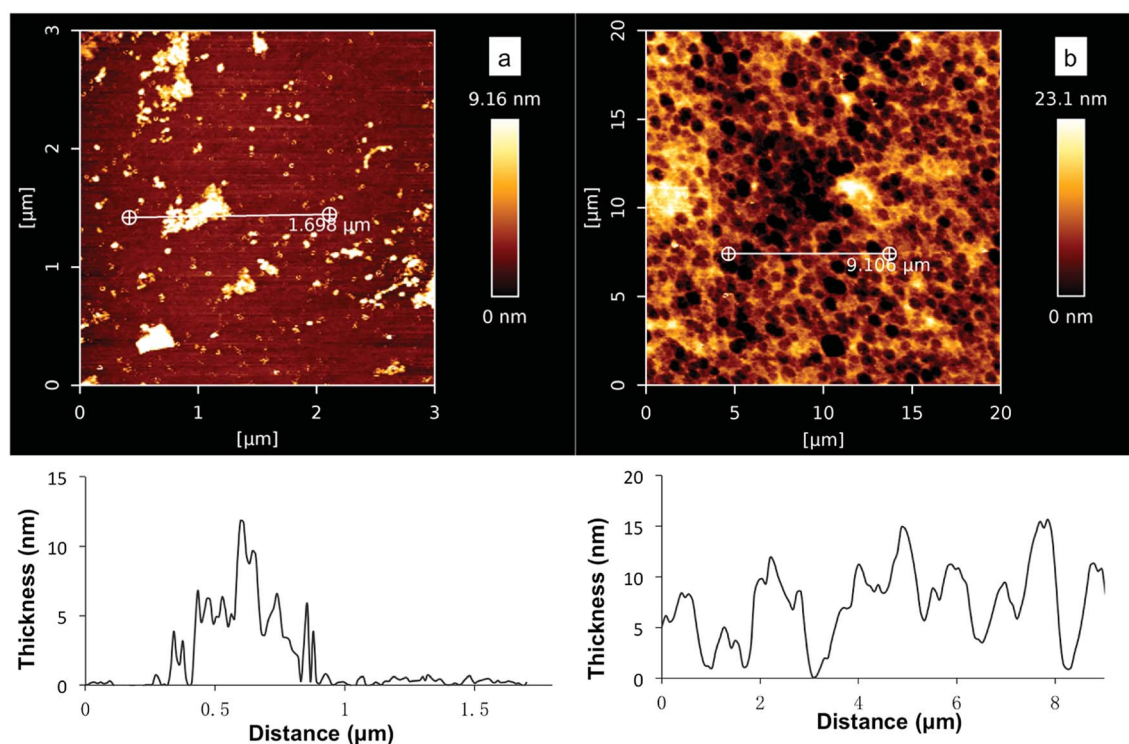 a
9.16 nm
0 nm
3
2
1
0
[µm]
1.698 µm
0 1 2 3
[µm]
b
23.1 nm
0 nm
20
15
10
5
0
[µm]
9.106 µm
0 5 10 15 20
[µm]
15
10
5
0
Thickness (nm)
0 0.5 1 1.5
Distance (µm)
20
15
10
5
0
Thickness (nm)
0 2 4 6 8
Distance (µm)